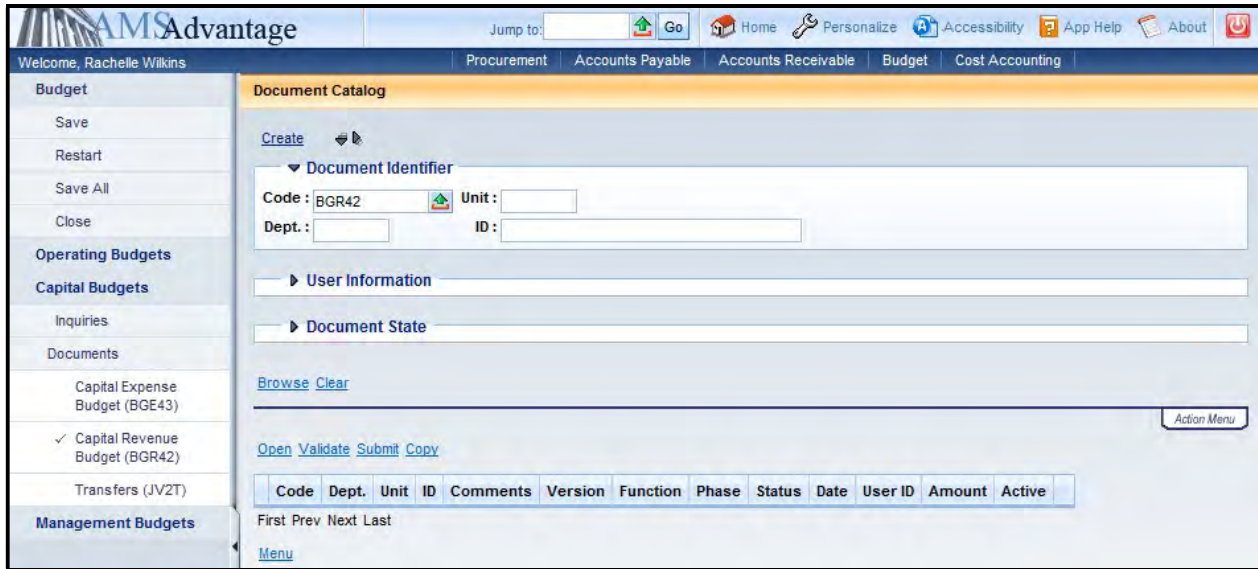 AMS Advantage
Jump to: Go Home Personalize Accessibility App Help About
Welcome, Rachelle Wilkins
Procurement Accounts Payable Accounts Receivable Budget Cost Accounting
Budget
Save
Restart
Save All
Close
Operating Budgets
Capital Budgets
Inquiries
Documents
Capital Expense
Budget (BGE43)
✓ Capital Revenue
Budget (BGR42)
Transfers (JV2T)
Management Budgets
Document Catalog
Create
Document Identifier
Code : BGR42 Unit :
Dept. : ID :
User Information
Document State
Browse Clear
Action Menu
Open Validate Submit Copy
Code Dept. Unit ID Comments Version Function Phase Status Date User ID Amount Active
First Prev Next Last
Menu